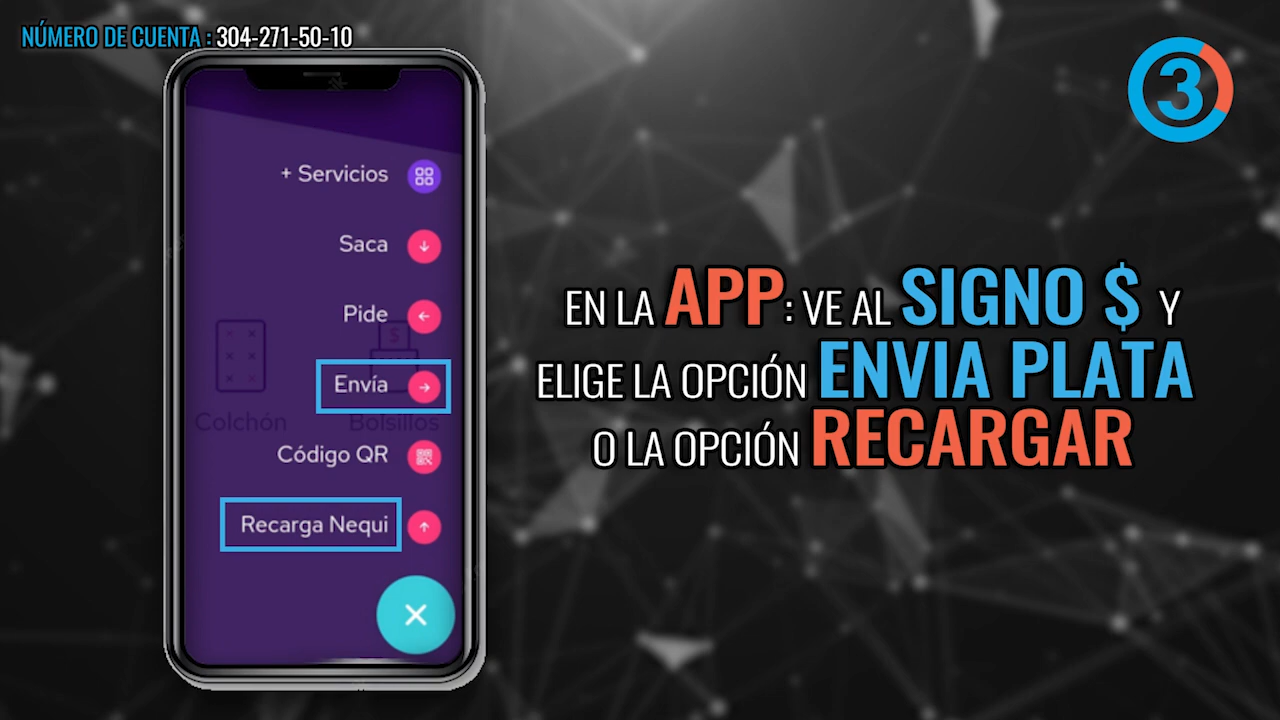 NÚMERO DE CUENTA : 304-271-50-10
3
+ Servicios
Saca
Pide
Envía
Colchón Bolsillos
Código QR
Recarga Nequi
EN LA APP: VE AL SIGNO $ Y
ELIGE LA OPCIÓN ENVIA PLATA
O LA OPCIÓN RECARGAR